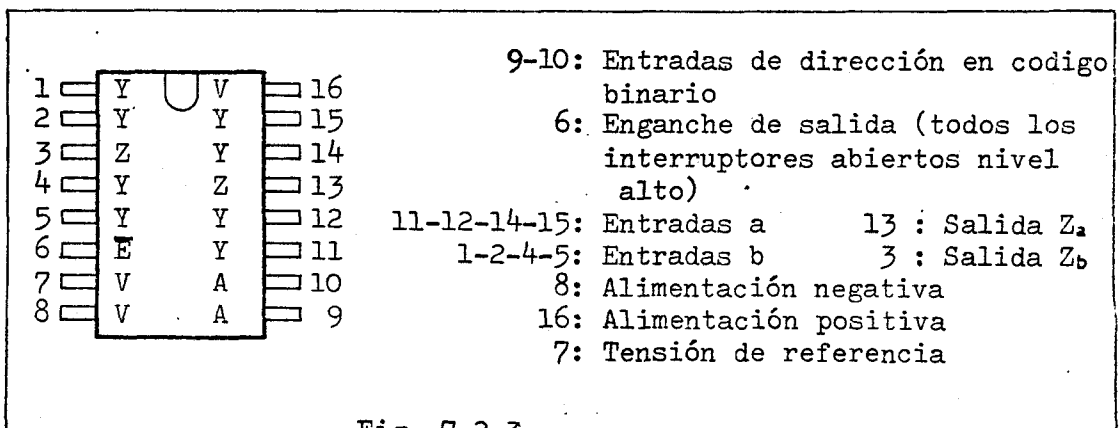 1 Y V 16
2 Y Y 15
3 Z Y 14
4 Y Z 13
5 Y Y 12
6 E̅ Y 11
7 V A 10
8 V A 9
9-10: Entradas de dirección en codigo
binario
6: Enganche de salida (todos los
interruptores abiertos nivel
alto)
11-12-14-15: Entradas a 13 : Salida Za
1-2-4-5: Entradas b 3 : Salida Zb
8: Alimentación negativa
16: Alimentación positiva
7: Tensión de referencia
Fig. 7.2.3